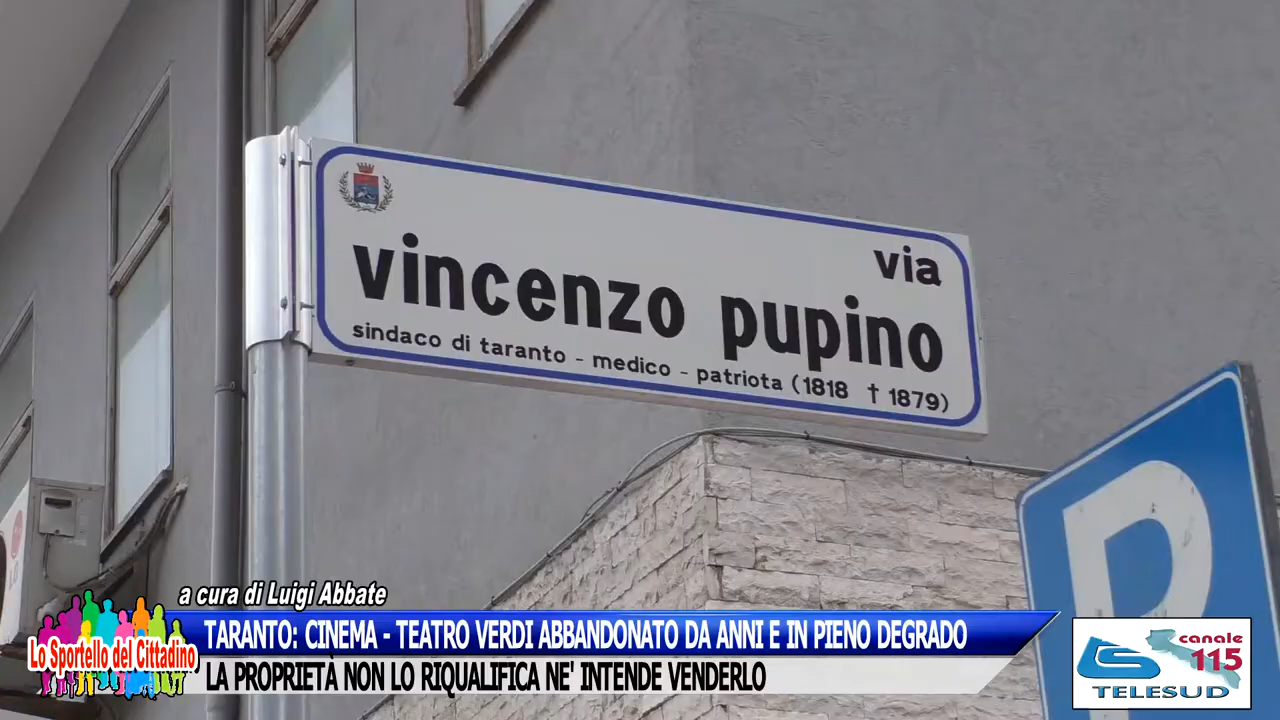 via
vincenzo pupino
sindaco di taranto - medico - patriota (1818 † 1879)
P
a cura di Luigi Abbate
Lo Sportello del Cittadino
TARANTO: CINEMA - TEATRO VERDI ABBANDONATO DA ANNI E IN PIENO DEGRADO
LA PROPRIETÀ NON LO RIQUALIFICA NE' INTENDE VENDERLO
canale
115
TELESUD